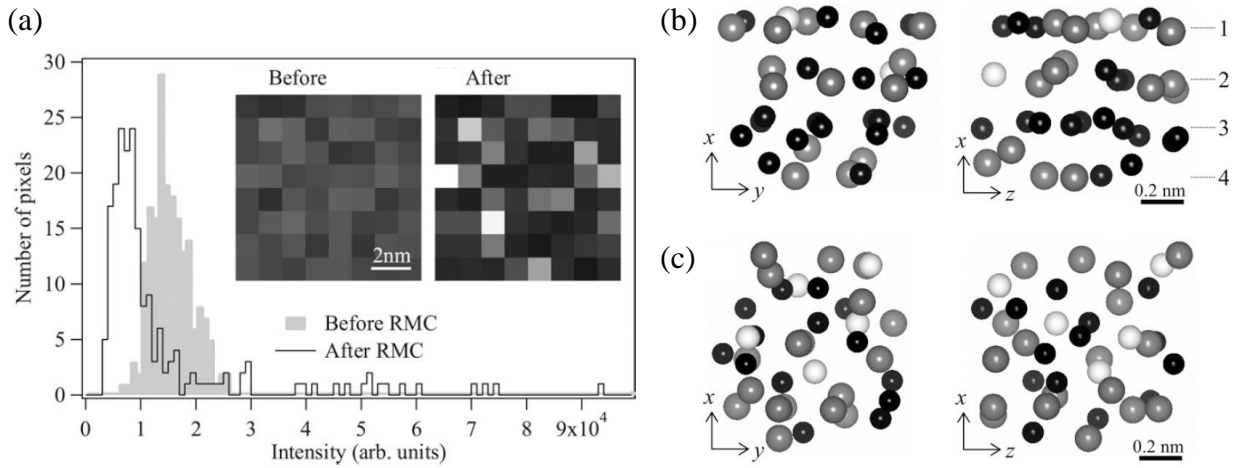 (a)
30
25
20
15
10
5
0
Number of pixels
Before
After
2nm
Before RMC
After RMC
0 1 2 3 4 5 6 7 8 9x10⁴
Intensity (arb. units)
(b)
x
y
x
z
1
2
3
4
0.2 nm
(c)
x
y
x
z
0.2 nm